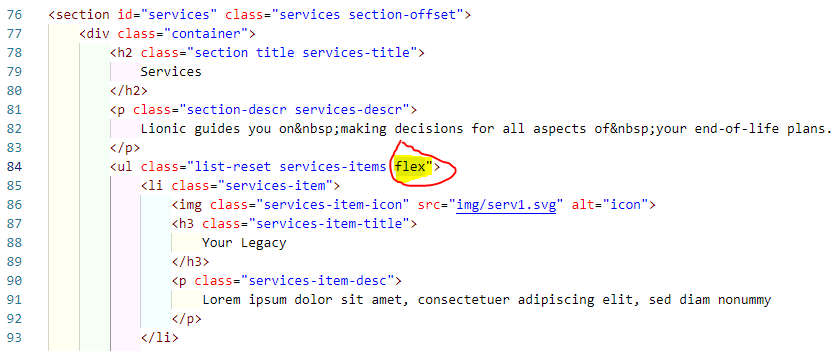 76 <section id="services" class="services section-offset">
77 <div class="container">
78 <h2 class="section title services-title">
79 Services
80 </h2>
81 <p class="section-descr services-descr">
82 Lionic guides you on&nbsp;making decisions for all aspects of&nbsp;your end-of-life plans.
83 </p>
84 <ul class="list-reset services-items flex">
85 <li class="services-item">
86 <img class="services-item-icon" src="img/serv1.svg" alt="icon">
87 <h3 class="services-item-title">
88 Your Legacy
89 </h3>
90 <p class="services-item-desc">
91 Lorem ipsum dolor sit amet, consectetuer adipiscing elit, sed diam nonummy
92 </p>
93 </li>